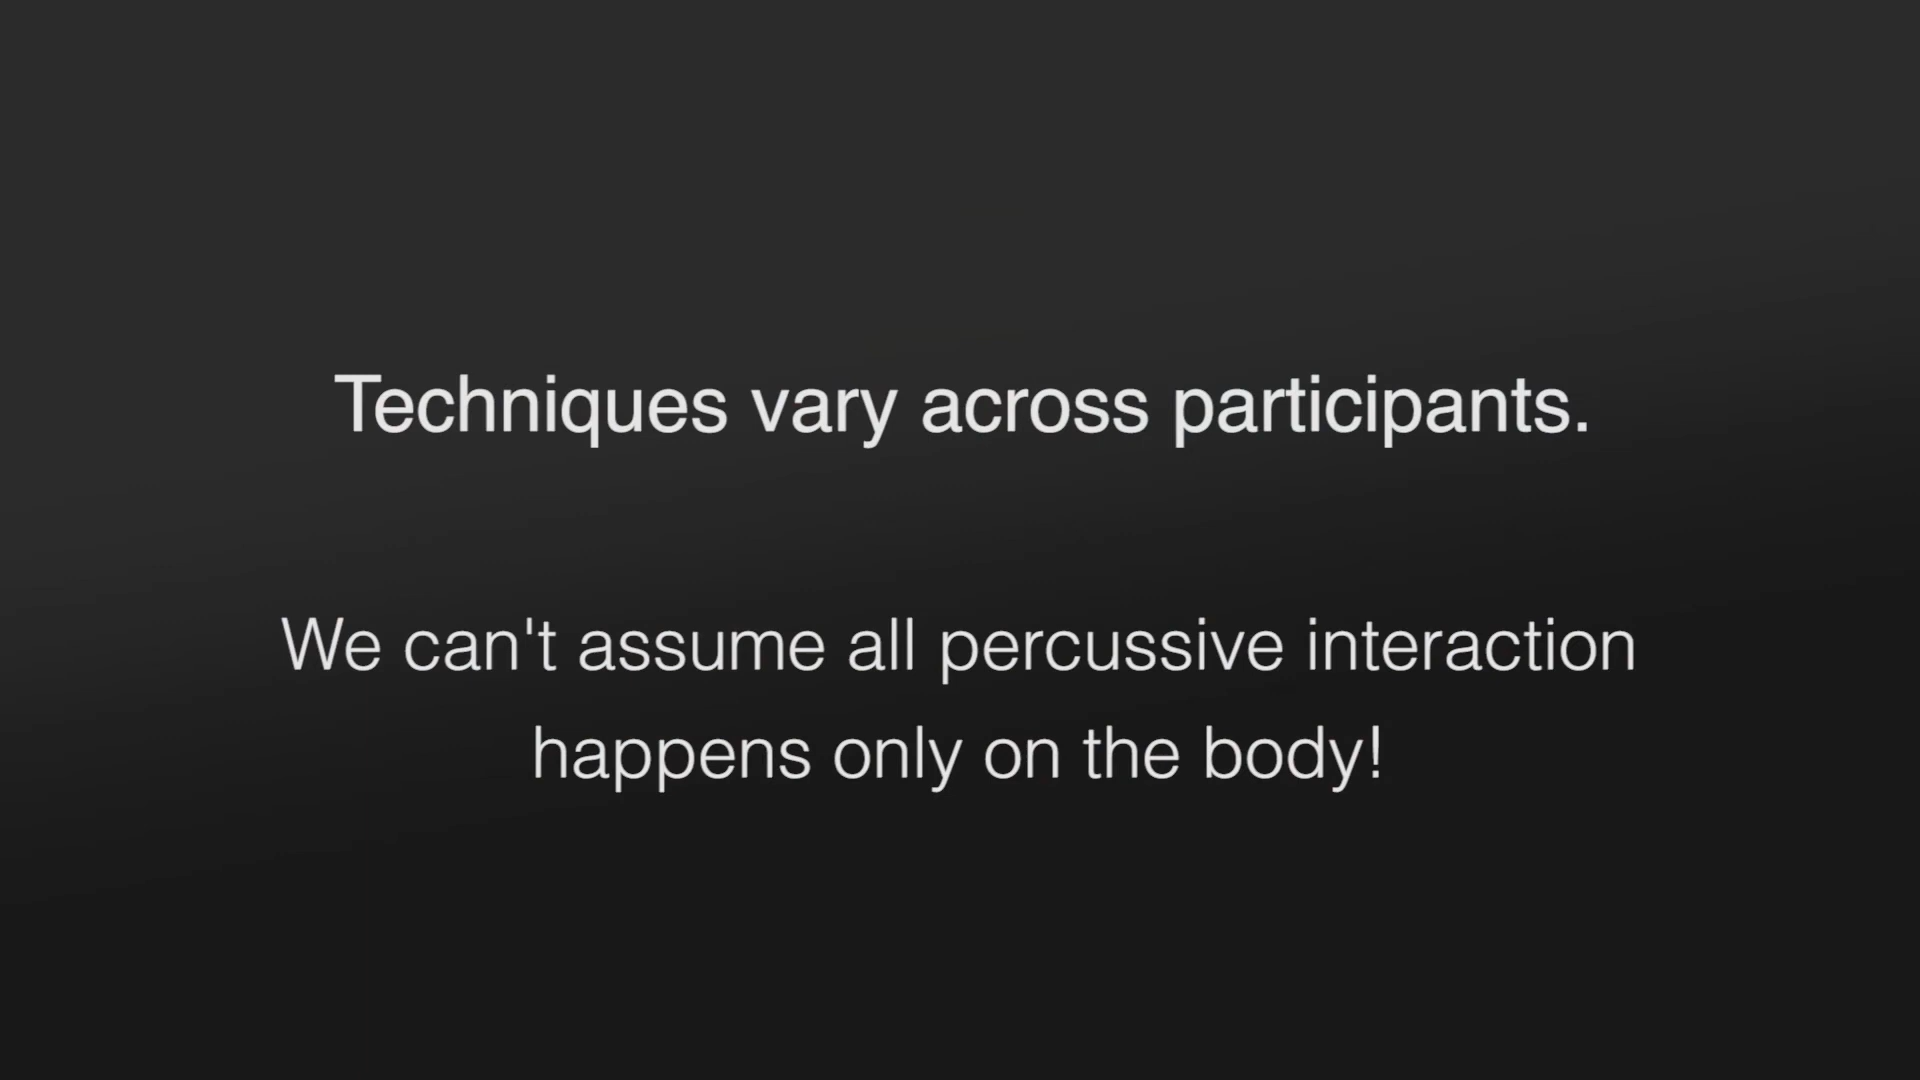 Techniques vary across participants.
We can't assume all percussive interaction
happens only on the body!